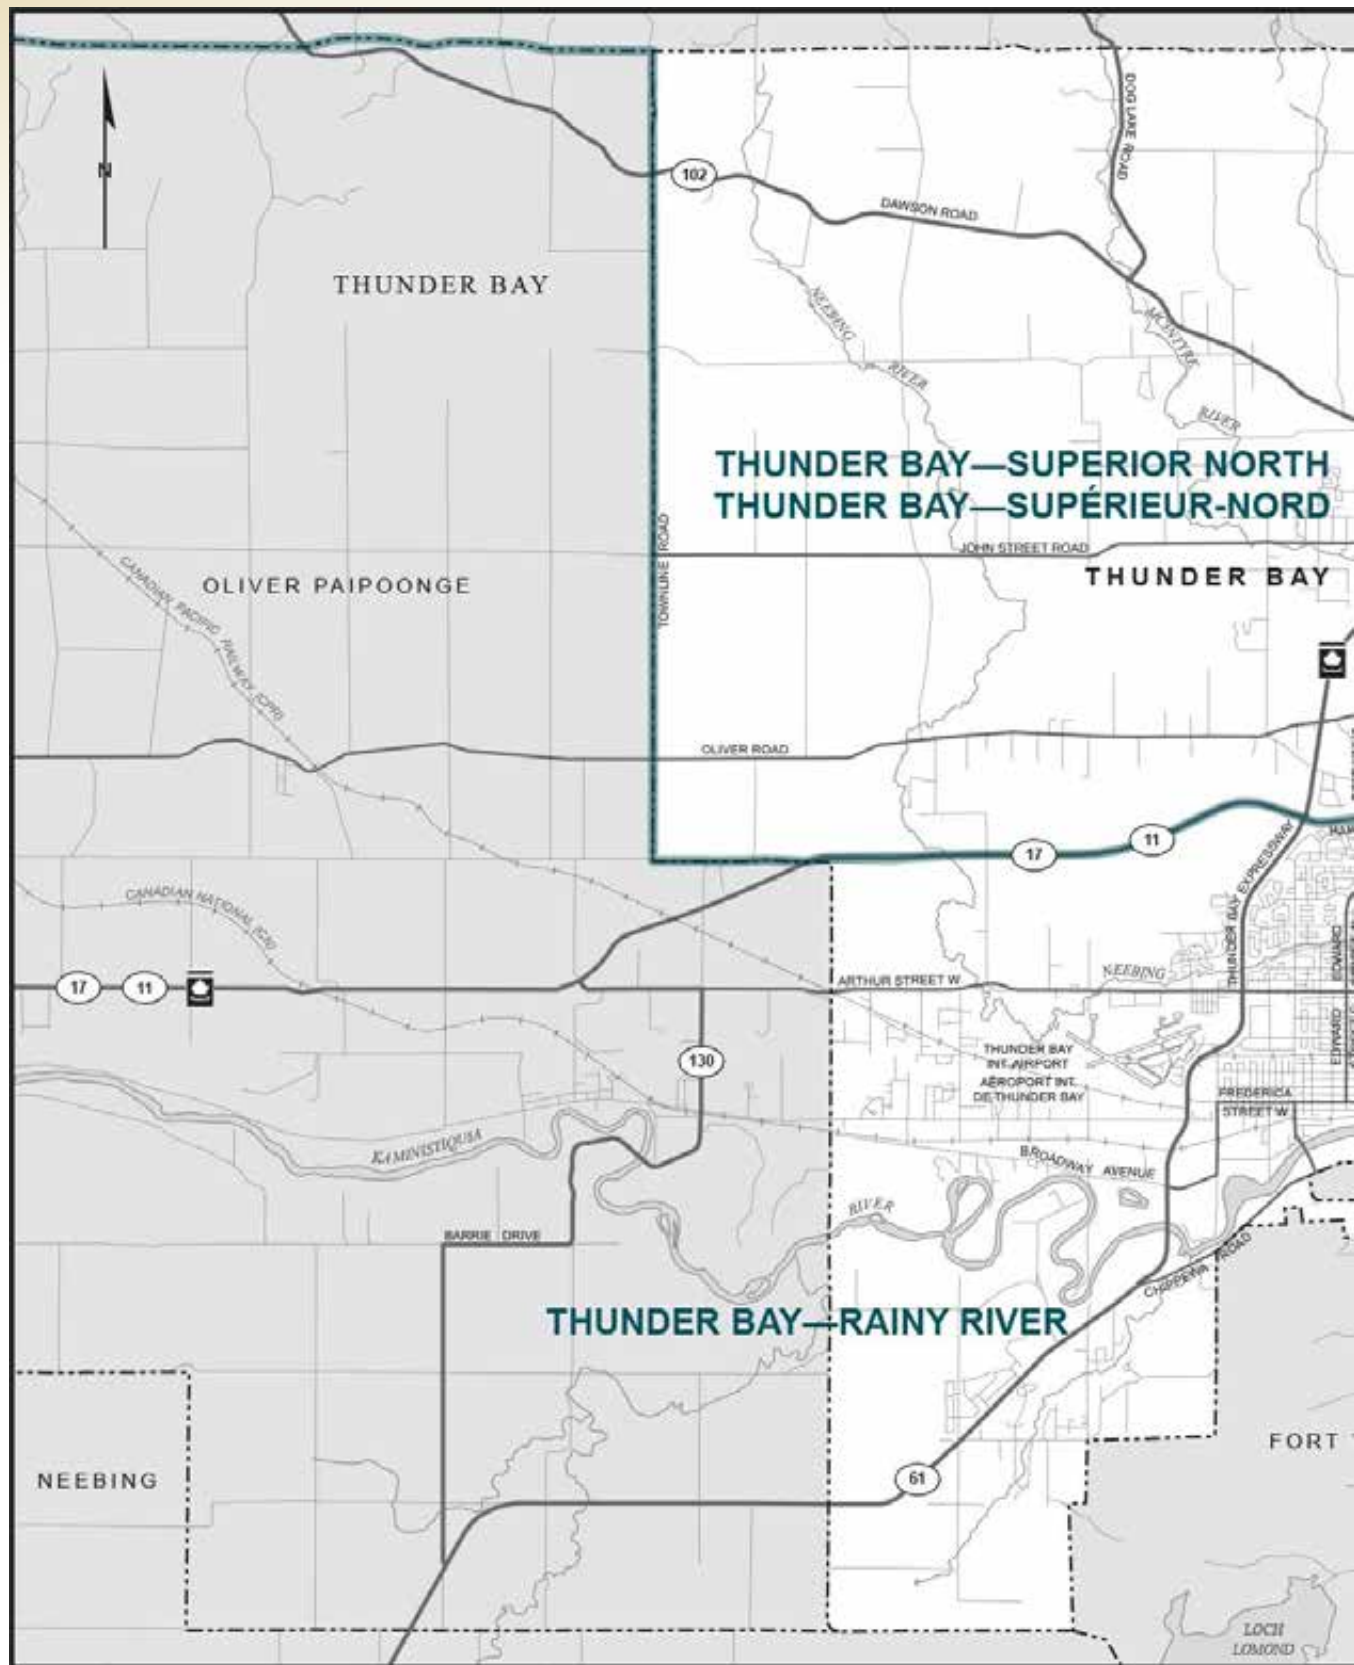 N
DOG LAKE ROAD
102
DAWSON ROAD
THUNDER BAY
NEEBING
RIVER
MCINTYRE
RIVER
THUNDER BAY—SUPERIOR NORTH
THUNDER BAY—SUPÉRIEUR-NORD
TOWNLINE ROAD
JOHN STREET ROAD
THUNDER BAY
CANADIAN PACIFIC RAILWAY (CPR)
OLIVER PAIPOONGE
OLIVER ROAD
17
11
THUNDER BAY EXPRESSWAY
CANADIAN NATIONAL (CN)
EDWARD
17
11
ARTHUR STREET W.
NEEBING
EDWARD
130
THUNDER BAY
INT. AIRPORT
AÉROPORT INT.
DE THUNDER BAY
FREDERICA
STREET W.
KAMINISTIQUIA
BROADWAY AVENUE
RIVER
BARRIE DRIVE
CHIPPEWA ROAD
THUNDER BAY—RAINY RIVER
FORT
NEEBING
61
LOCH
LOMOND